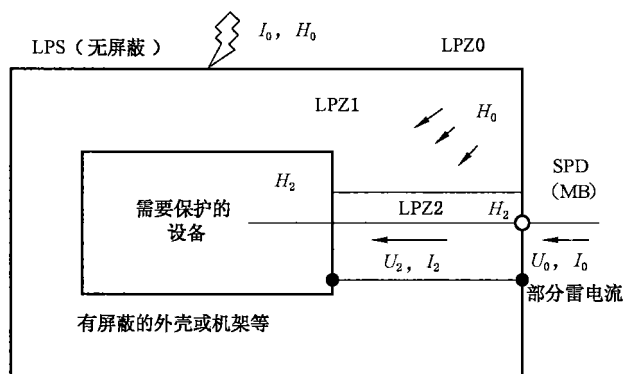 LPS（无屏蔽） I₀，H₀ LPZ0
LPZ1
H₀
SPD
（MB）
H₂
需要保护的
设备
LPZ2 H₂
U₂，I₂
U₀，I₀
部分雷电流
有屏蔽的外壳或机架等